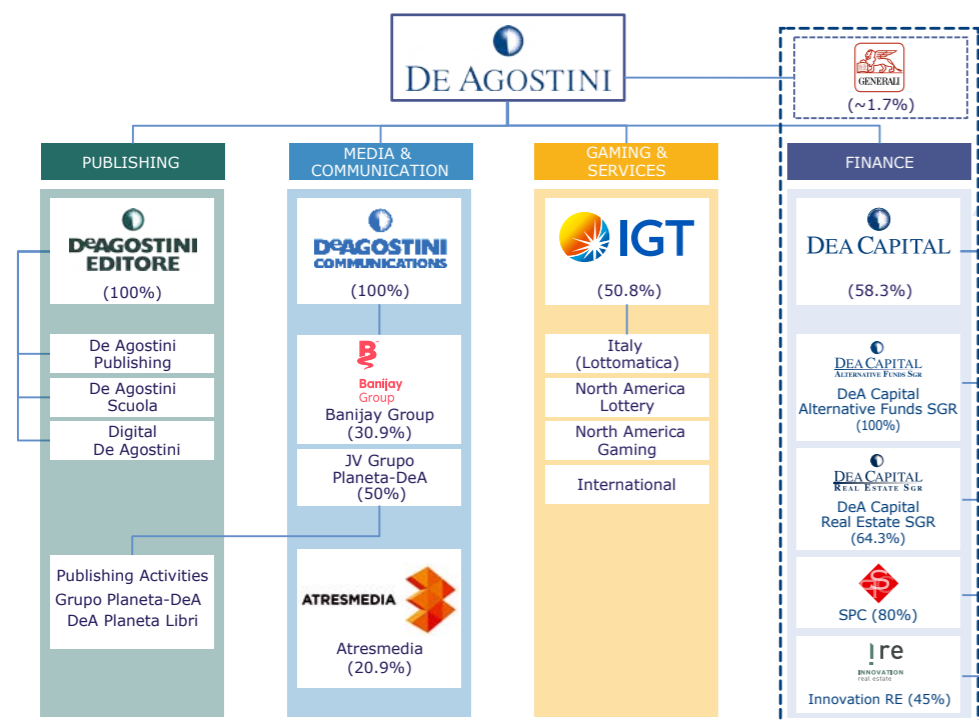 DE AGOSTINI
GENERALI
(~1.7%)
PUBLISHING
MEDIA &
COMMUNICATION
GAMING &
SERVICES
FINANCE
DeAGOSTINI
EDITORE
(100%)
De Agostini
Publishing
De Agostini
Scuola
Digital
De Agostini
Publishing Activities
Grupo Planeta-DeA
DeA Planeta Libri
DeAGOSTINI
COMMUNICATIONS
(100%)
Banijay
Group
Banijay Group
(30.9%)
JV Grupo
Planeta-DeA
(50%)
ATRESMEDIA
Atresmedia
(20.9%)
IGT
(50.8%)
Italy
(Lottomatica)
North America
Lottery
North America
Gaming
International
DEA CAPITAL
(58.3%)
DEA CAPITAL
ALTERNATIVE FUNDS SGR
DeA Capital
Alternative Funds SGR
(100%)
DEA CAPITAL
REAL ESTATE SGR
DeA Capital
Real Estate SGR
(64.3%)
SPC (80%)
Ire
INNOVATION
real estate
Innovation RE (45%)